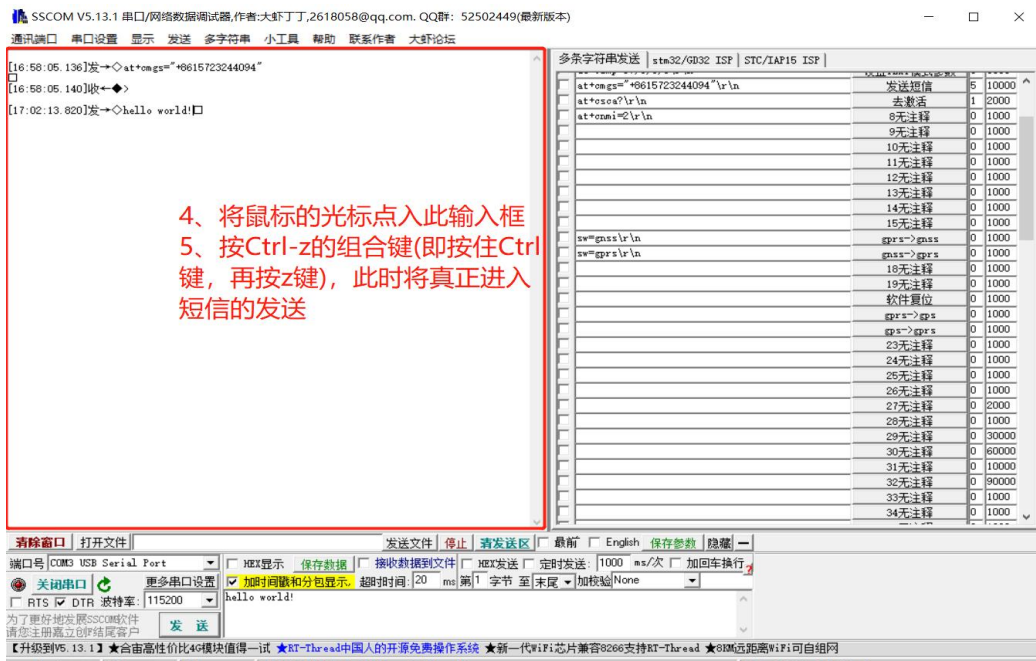 SSCOM V5.13.1 串口/网络数据调试器,作者:大虾丁丁,2618058@qq.com. QQ群: 52502449(最新版本)
通讯端口 串口设置 显示 发送 多字符串 小工具 帮助 联系作者 大虾论坛
[16:58:05.136]发→◇at+cmgs="+8615723244094"
□
[16:58:05.140]收←◆>
[17:02:13.820]发→◇hello world!□
4、将鼠标的光标点入此输入框
5、按Ctrl-z的组合键(即按住Ctrl
键，再按z键)，此时将真正进入
短信的发送
多条字符串发送 stm32/GD32 ISP STC/IAP15 ISP
at+cmgs="+8615723244094"\r\n 发送短信 5 10000
at+csca?\r\n 去激活 1 2000
at+cnmi=2\r\n 8无注释 0 1000
9无注释 0 1000
10无注释 0 1000
11无注释 0 1000
12无注释 0 1000
13无注释 0 1000
14无注释 0 1000
15无注释 0 1000
sw=gnss\r\n gprs->gnss 0 1000
sw=gprs\r\n gnss->gprs 0 1000
18无注释 0 1000
19无注释 0 1000
软件复位 0 1000
gprs->gps 0 1000
gps->gprs 0 1000
23无注释 0 1000
24无注释 0 1000
25无注释 0 1000
26无注释 0 1000
27无注释 0 2000
28无注释 0 1000
29无注释 0 30000
30无注释 0 60000
31无注释 0 10000
32无注释 0 90000
33无注释 0 1000
34无注释 0 1000
清除窗口 打开文件 发送文件 停止 清发送区 最前 English 保存参数 隐藏
端口号 COM3 USB Serial Port HEX显示 保存数据 接收数据到文件 HEX发送 定时发送: 1000 ms/次 加回车换行
关闭串口 更多串口设置 加时间戳和分包显示. 超时时间: 20 ms 第1 字节 至 末尾 加校验 None
RTS DTR 波特率: 115200 hello world!
为了更好地发展SSCOM软件
请您注册嘉立创F结尾客户
发 送
【升级到V5.13.1】★合宙高性价比4G模块值得一试 ★RT-Thread中国人的开源免费操作系统 ★新一代WiFi芯片兼容8266支持RT-Thread ★8KM远距离WiFi可自组网